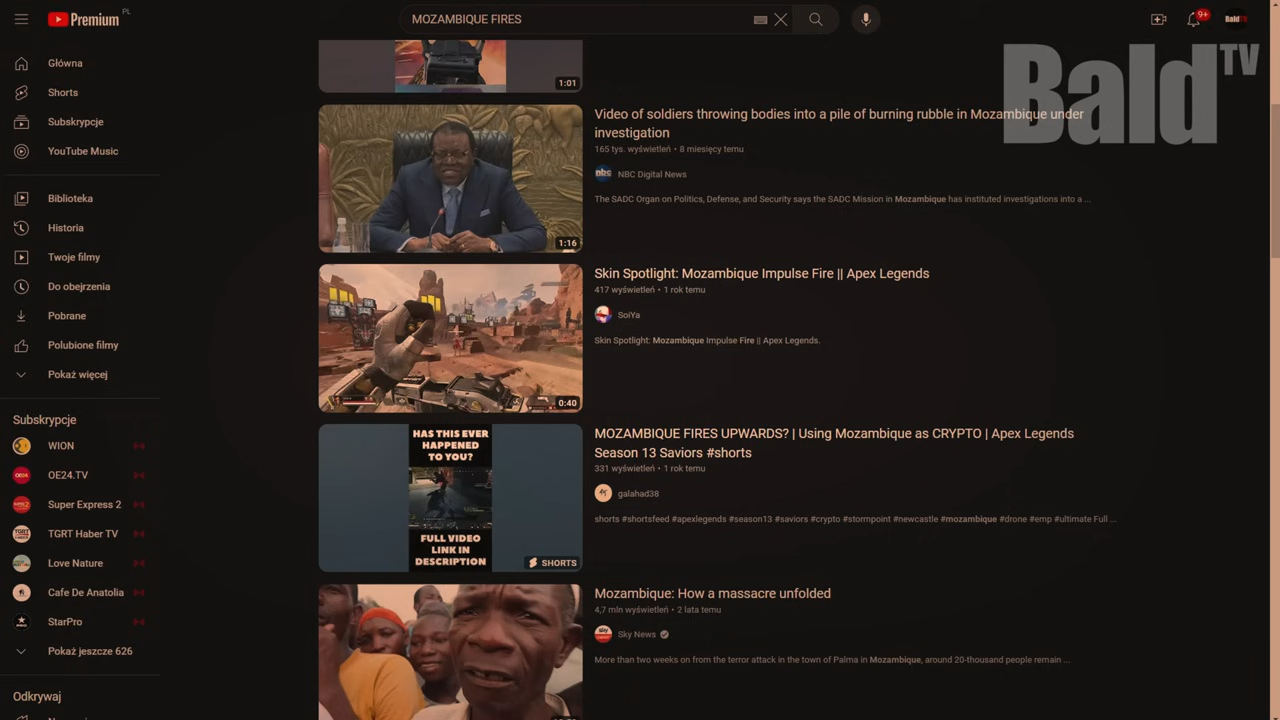 Premium PL
MOZAMBIQUE FIRES
9+
BaldTV
BaldTV
Główna
Shorts
Subskrypcje
YouTube Music
Biblioteka
Historia
Twoje filmy
Do obejrzenia
Pobrane
Polubione filmy
Pokaż więcej
Subskrypcje
WION
OE24.TV
Super Express 2
TGRT Haber TV
Love Nature
Cafe De Anatolia
StarPro
Pokaż jeszcze 626
Odkrywaj
1:01
1:16
Video of soldiers throwing bodies into a pile of burning rubble in Mozambique under
investigation
165 tys. wyświetleń • 8 miesięcy temu
nbc
NBC Digital News
The SADC Organ on Politics, Defense, and Security says the SADC Mission in Mozambique has instituted investigations into a ...
0:40
Skin Spotlight: Mozambique Impulse Fire || Apex Legends
417 wyświetleń • 1 rok temu
SoiYa
Skin Spotlight: Mozambique Impulse Fire || Apex Legends.
HAS THIS EVER
HAPPENED
TO YOU?
FULL VIDEO
LINK IN
DESCRIPTION
SHORTS
MOZAMBIQUE FIRES UPWARDS? | Using Mozambique as CRYPTO | Apex Legends
Season 13 Saviors #shorts
331 wyświetleń • 1 rok temu
galahad38
shorts #shortsfeed #apexlegends #season13 #saviors #crypto #stormpoint #newcastle #mozambique #drone #emp #ultimate Full ...
Mozambique: How a massacre unfolded
4,7 mln wyświetleń • 2 lata temu
sky news
Sky News
More than two weeks on from the terror attack in the town of Palma in Mozambique, around 20-thousand people remain ...